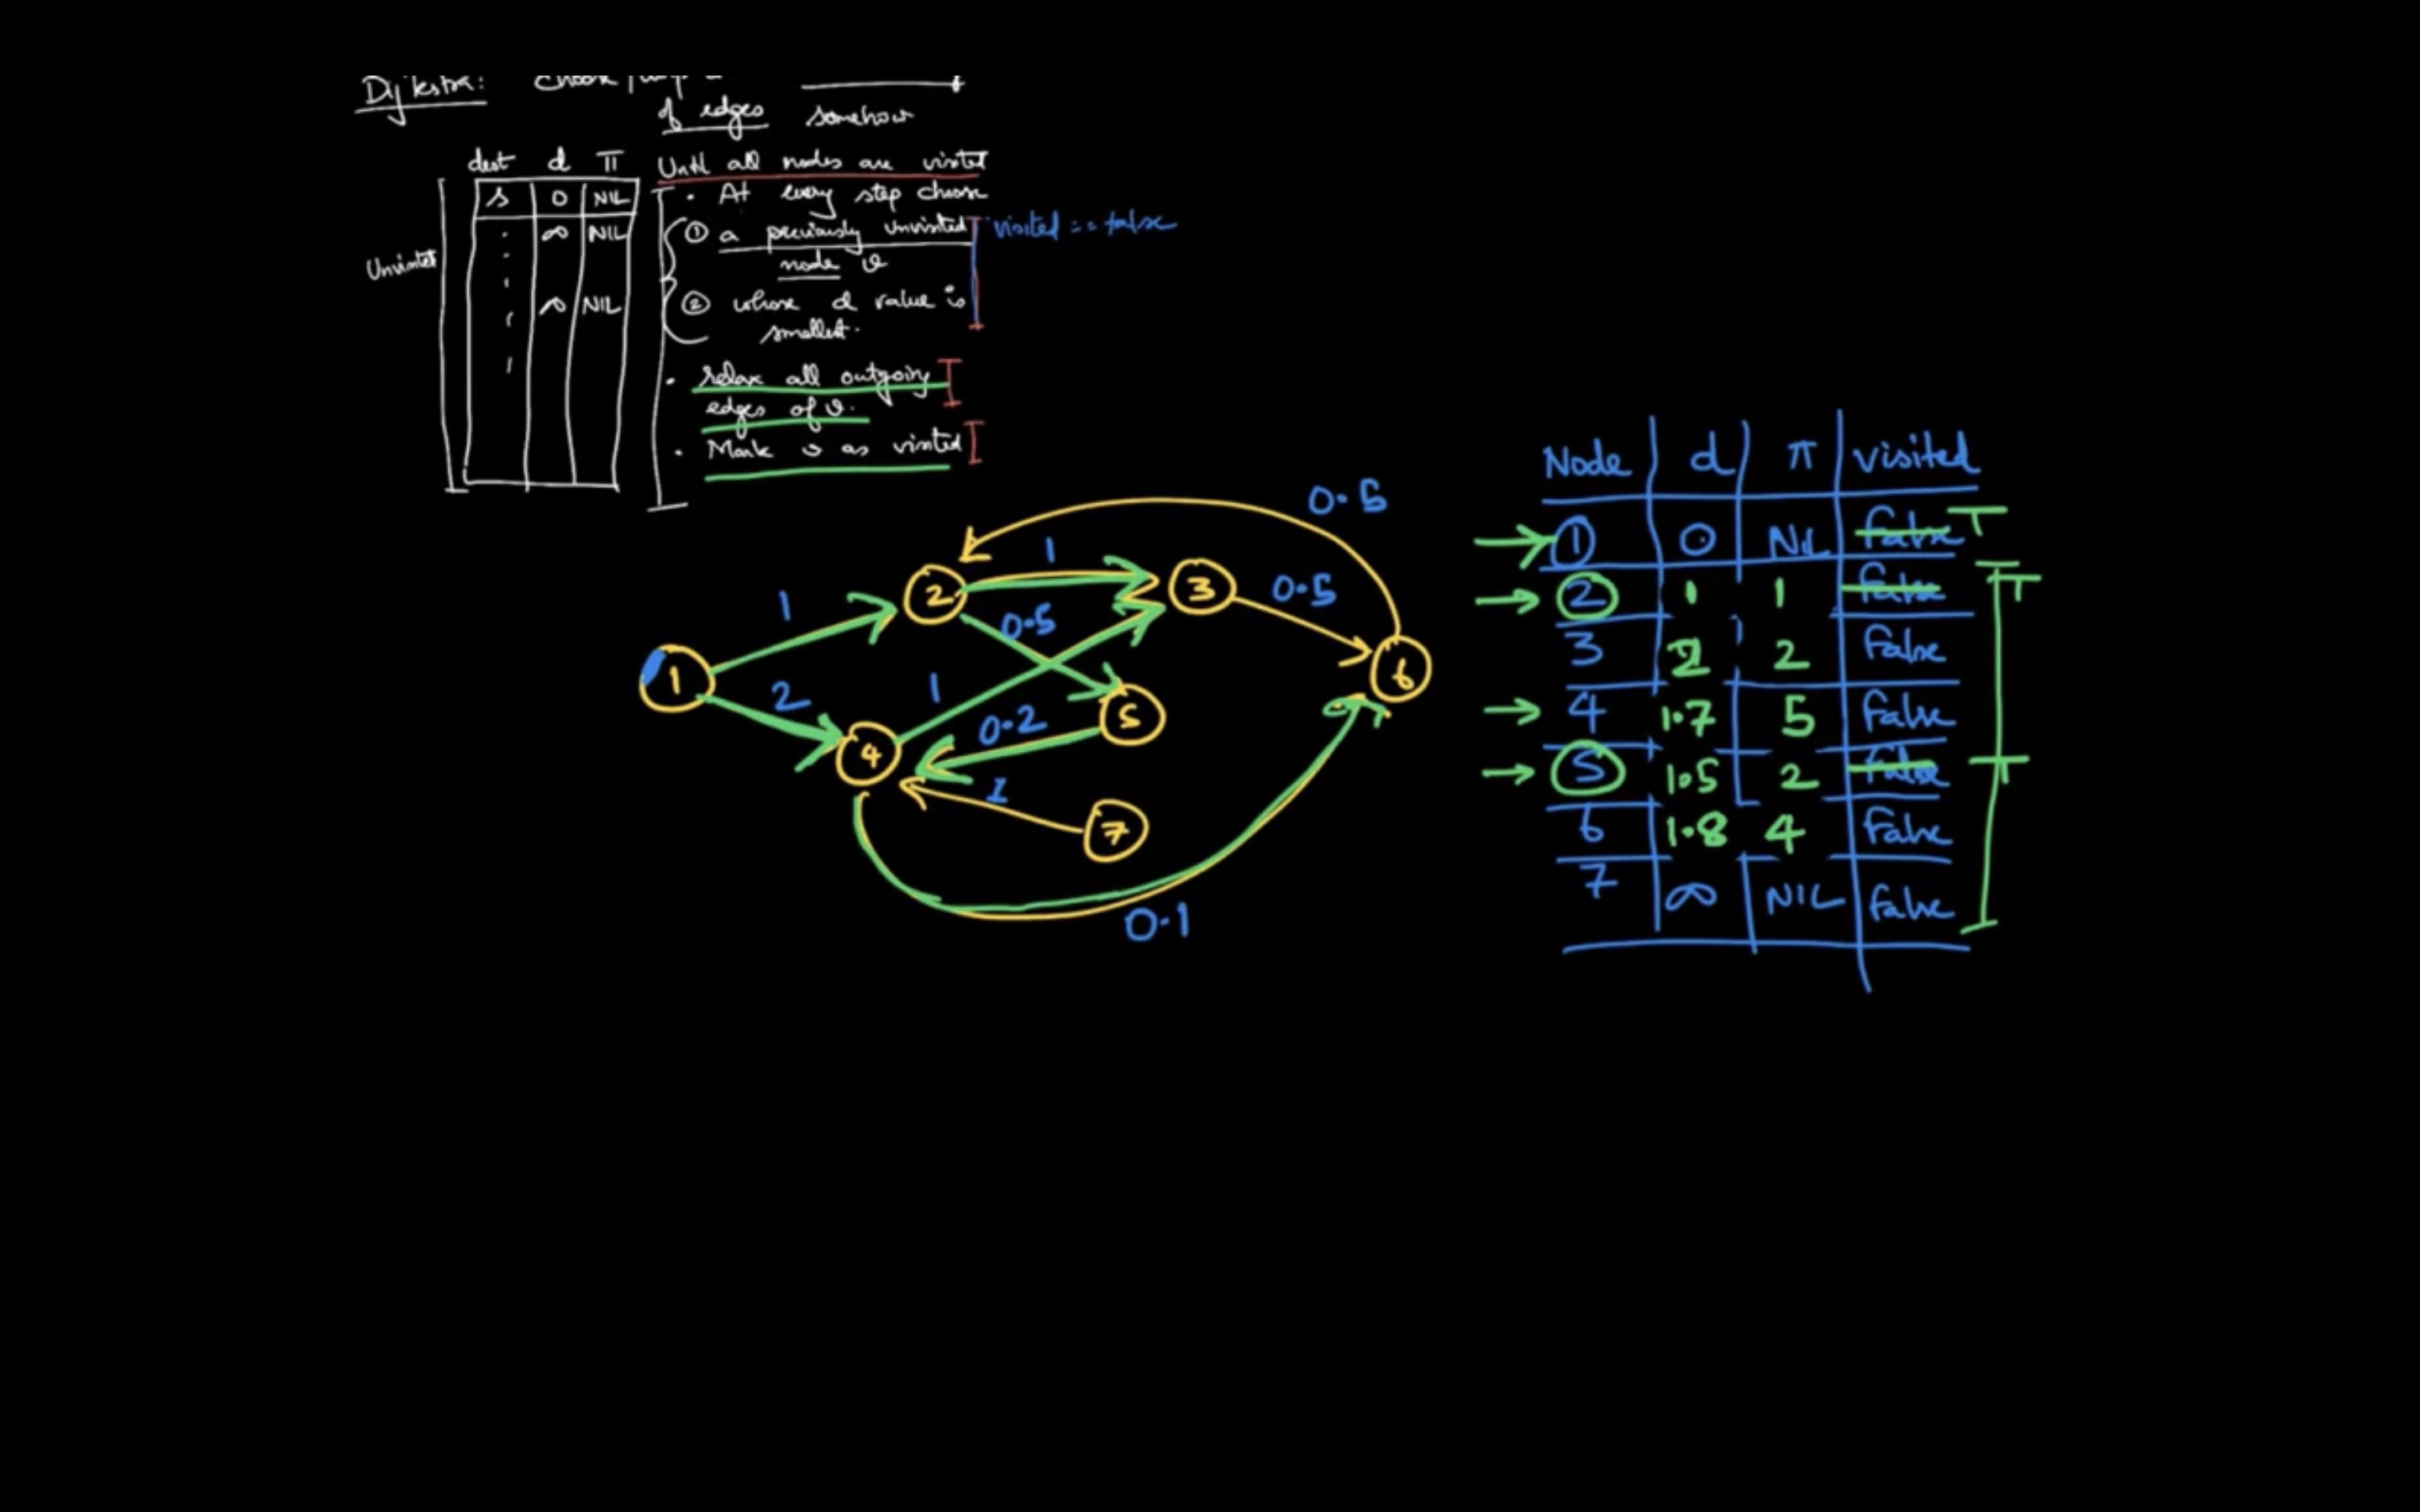 Dijkstra: Choose
of edges somehow
dest d π Until all nodes are visited
s 0 NIL • At every step choose
∞ NIL ① a previously unvisited visited == false
Unvisited node v
∞ NIL ② whose d value is
smallest.
• relax all outgoing
edges of v.
• Mark v as visited
Node d π visited
1 0 NIL false T
2 1 1 false T
3 2 2 false
4 1.7 5 false
5 1.5 2 false T
6 1.8 4 false
7 ∞ NIL false
0.5
1
2 3 0.5
1 0.5
1 6
2 1 5
0.2
4
1
7
0.1